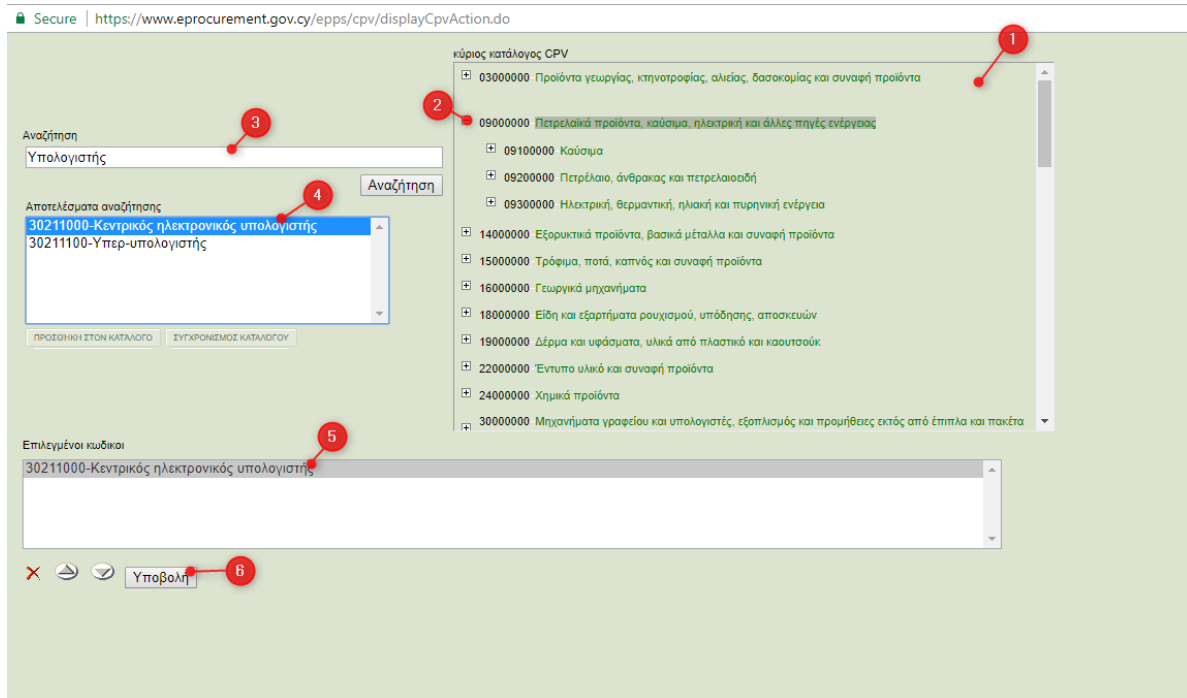 Secure | https://www.eprocurement.gov.cy/epps/cpv/displayCpvAction.do
κύριος κατάλογος CPV
1
03000000 Προϊόντα γεωργίας, κτηνοτροφίας, αλιείας, δασοκομίας και συναφή προϊόντα
2
09000000 Πετρελαϊκά προϊόντα, καύσιμα, ηλεκτρική και άλλες πηγές ενέργειας
09100000 Καύσιμα
09200000 Πετρέλαιο, άνθρακας και πετρελαιοειδή
09300000 Ηλεκτρική, θερμαντική, ηλιακή και πυρηνική ενέργεια
14000000 Εξορυκτικά προϊόντα, βασικά μέταλλα και συναφή προϊόντα
15000000 Τρόφιμα, ποτά, καπνός και συναφή προϊόντα
16000000 Γεωργικά μηχανήματα
18000000 Είδη και εξαρτήματα ρουχισμού, υπόδησης, αποσκευών
19000000 Δέρμα και υφάσματα, υλικά από πλαστικό και καουτσούκ
22000000 Έντυπο υλικό και συναφή προϊόντα
24000000 Χημικά προϊόντα
30000000 Μηχανήματα γραφείου και υπολογιστές, εξοπλισμός και προμήθειες εκτός από έπιπλα και πακέτα
3
Αναζήτηση
Υπολογιστής
Αναζήτηση
4
Αποτελέσματα αναζήτησης
30211000-Κεντρικός ηλεκτρονικός υπολογιστής
30211100-Υπερ-υπολογιστής
ΠΡΟΣΘΗΚΗ ΣΤΟΝ ΚΑΤΑΛΟΓΟ ΣΥΓΧΡΟΝΙΣΜΟΣ ΚΑΤΑΛΟΓΟΥ
5
Επιλεγμένοι κωδικοι
30211000-Κεντρικός ηλεκτρονικός υπολογιστής
Υποβολή
6